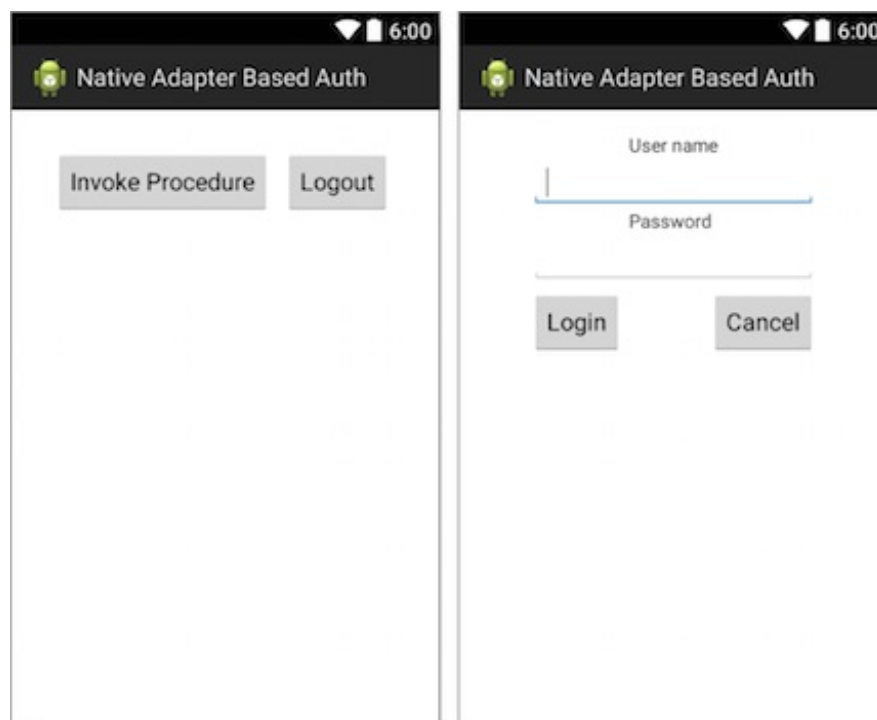 6:00
Native Adapter Based Auth
Invoke Procedure Logout
6:00
Native Adapter Based Auth
User name
Password
Login Cancel